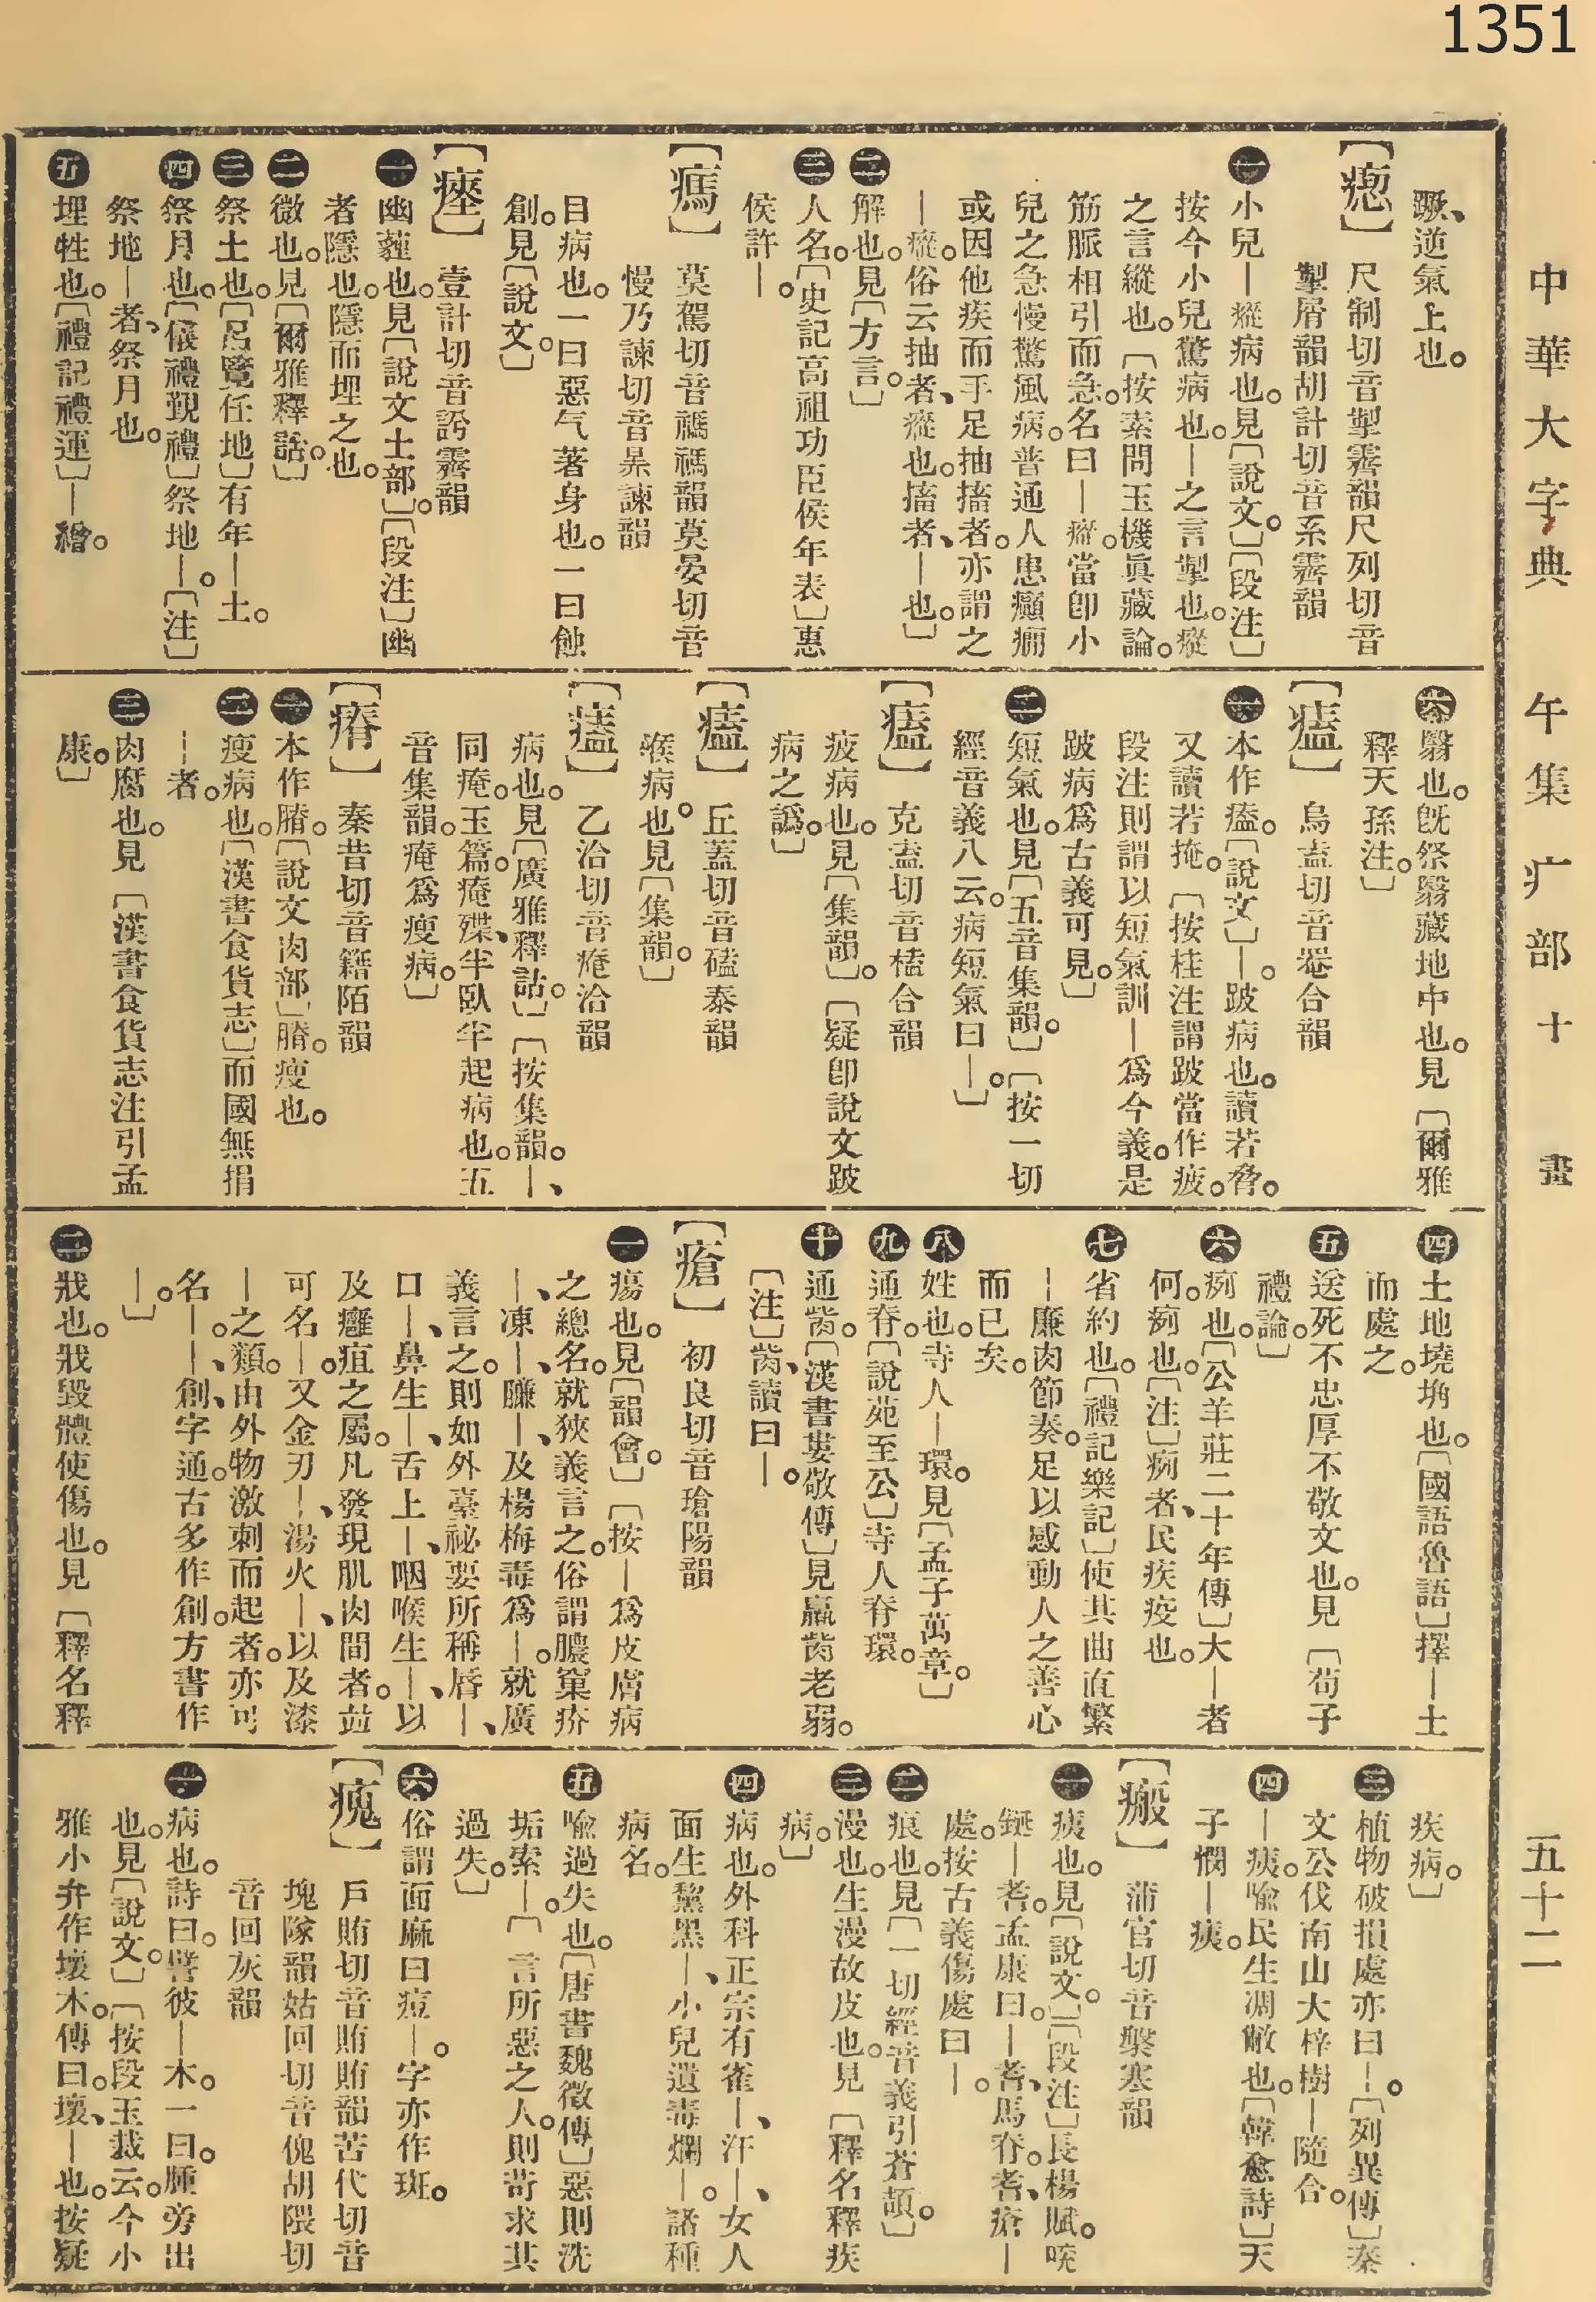 1351
中華大字典　午集　疒部　十畫　五十二
蹶、逆氣上也。
【瘛】尺制切音掣霽韻尺列切音
掣屑韻胡計切音系霽韻
㊀小兒—瘲病也。見〔說文。〕〔段注〕
按今小兒驚病也。—之言掣也。瘲
之言縱也。〔按素問玉機眞藏論。
筋脈相引而急。名曰—瘲。當卽小
兒之急慢驚風病。普通人患癲癇
或因他疾而手足抽搐者。亦謂之
—瘲。俗云抽者、瘲也。搐者、—也。〕
㊁解也。見〔方言。〕
㊂人名。〔史記高祖功臣侯年表〕惠
侯許—。
【瘑】莫駕切音禡禡韻莫晏切音
慢乃諫切音㬮諫韻
目病也。一曰惡气著身也。一曰蝕
創。見〔說文。〕
【瘞】壹計切音䛄霽韻
㊀幽薶也。見〔說文土部。〕〔段注〕幽
者隱也。隱而埋之也。
㊁微也。見〔爾雅釋詁。〕
㊂祭土也。〔呂覽任地〕有年—土。
㊃祭月也。〔儀禮覲禮〕祭地—。〔注〕
祭地—者、祭月也。
㊄埋牲也。〔禮記禮運〕—繒。
㊅翳也。旣祭翳藏地中也。見〔爾雅
釋天孫注。〕
【瘟】烏盍切音罨合韻
㊀本作㾑。〔說文〕—。跛病也。讀若脅。
又讀若掩。〔按桂注謂跛當作疲。
段注則謂以短氣訓—爲今義。是
跛病爲古義可見。〕
㊁短氣也。見〔五音集韻。〕〔按一切
經音義八云。病短氣曰—。〕
【瘟】克盍切音榼合韻
疲病也。見〔集韻。〕〔疑卽說文跛
病之譌。〕
【瘟】丘蓋切音磕泰韻
喉病也。見〔集韻。〕
【瘟】乙洽切音㾺洽韻
病也。見〔廣雅釋詁。〕〔按集韻。—、
同痷。玉篇。痷殜、半臥半起病也。五
音集韻。痷爲瘦病。〕
【瘠】秦昔切音籍陌韻
㊀本作膌。〔說文肉部〕膌。瘦也。
㊁瘦病也。〔漢書食貨志〕而國無捐
—者。
㊂肉腐也。見〔漢書食貨志注引孟
康。〕
㊃土地墝埆也。〔國語魯語〕擇—土
而處之。
㊄送死不忠厚不敬文也。見〔荀子
禮論。〕
㊅痢也。〔公羊莊二十年傳〕大—者
何。痢也。〔注〕痢者、民疾疫也。
㊆省約也。〔禮記樂記〕使其曲直繁
—廉肉節奏。足以感動人之善心
而已矣。
㊇姓也。寺人—環。見〔孟子萬章。〕
㊈通脊。〔說苑至公〕寺人脊環。
㊉通胔。〔漢書婁敬傳〕見羸胔老弱。
〔注〕胔、讀曰—。
【瘡】初良切音瑲陽韻
㊀瘍也。見〔韻會。〕〔按—爲皮膚病
之總名。就狹義言之。俗謂膿窠疥
—、凍—、臁—、及楊梅毒爲—。就廣
義言之。則如外臺祕要所稱脣—、
口—、鼻生—、舌上—、咽喉生—、以
及癰疽之屬。凡發現肌肉間者。竝
可名—。又金刃—、湯火—、以及漆
—之類。由外物激刺而起者。亦可
名—。—、創字通。古多作創。方書作
—。〕
㊁戕也。戕毀體使傷也。見〔釋名釋
疾病。〕
㊂植物破損處亦曰—。〔列異傳〕秦
文公伐南山大梓樹—隨合。
㊃—痍。喩民生凋敝也。〔韓愈詩〕天
子憫—痍。
【瘢】蒲官切音槃寒韻
㊀痍也。見〔說文。〕〔段注〕長楊賦。吮
鋋—耆。孟康曰。—耆、馬脊。耆、瘡—
處。按古義傷處曰—。
㊁痕也。見〔一切經音義引蒼頡。〕
㊂漫也。生漫故皮也。見〔釋名釋疾
病。〕
㊃病也。外科正宗有雀—、汗—、女人
面生黧黑—、小兒遺毒爛—。諸種
病名。
㊄喩過失也。〔唐書魏徵傳〕惡則洗
垢索—。〔言所惡之人。則苛求其
過失。〕
㊅俗謂面麻曰痘—。字亦作斑。
【瘣】戶賄切音賄賄韻苦代切音
塊隊韻姑回切音傀胡隈切
音回灰韻
㊀病也。詩曰。譬彼—木。一曰。腫旁出
也。見〔說文。〕〔按段玉裁云。今小
雅小弁作壞木。傳曰。壞、—也。按疑